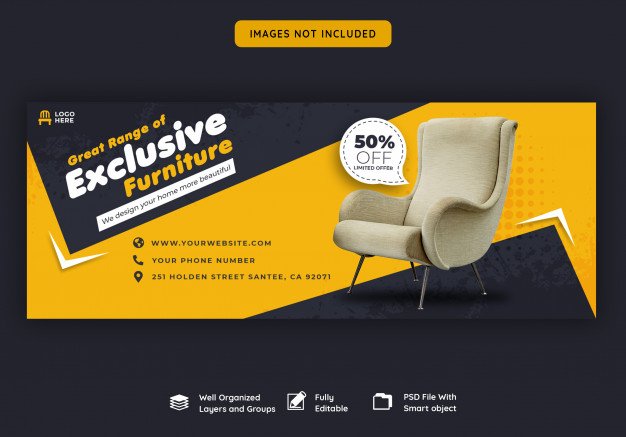 IMAGES NOT INCLUDED
LOGO
HERE
Great Range of
Exclusive
Furniture
We design your home more beautiful
50%
OFF
LIMITED OFFER
WWW.YOURWEBSITE.COM
YOUR PHONE NUMBER
251 HOLDEN STREET SANTEE, CA 92071
Well Organized
Layers and Groups
Fully
Editable
PSD File With
Smart object